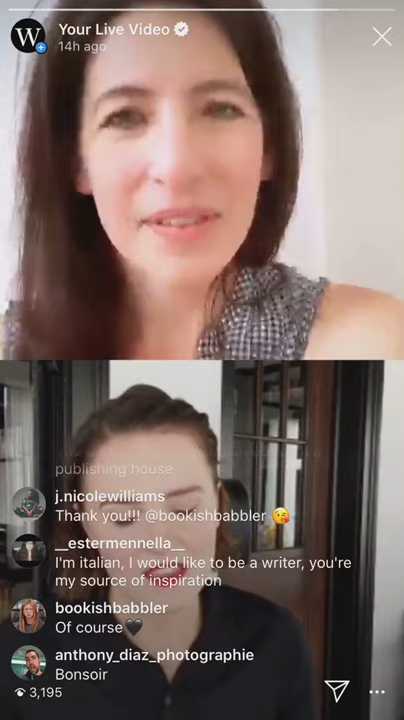 W
Your Live Video
14h ago
publishing house
j.nicolewilliams
Thank you!!! @bookishbabbler 😘
__estermennella__
I'm italian, I would like to be a writer, you're
my source of inspiration
bookishbabbler
Of course🖤
anthony_diaz_photographie
Bonsoir
3,195